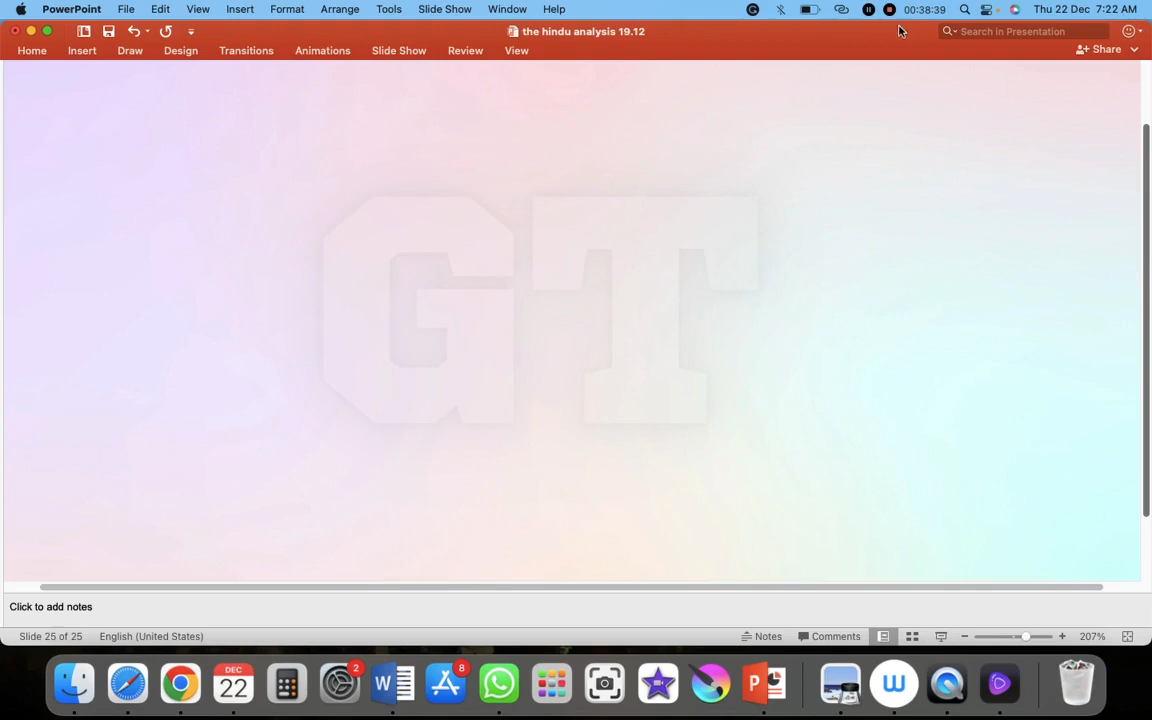 PowerPoint File Edit View Insert Format Arrange Tools Slide Show Window Help 00:38:39 Thu 22 Dec 7:22 AM
the hindu analysis 19.12 Search in Presentation
Home Insert Draw Design Transitions Animations Slide Show Review View Share
GT
Click to add notes
Slide 25 of 25 English (United States) Notes Comments 207%
DEC
22
2
W
8
P